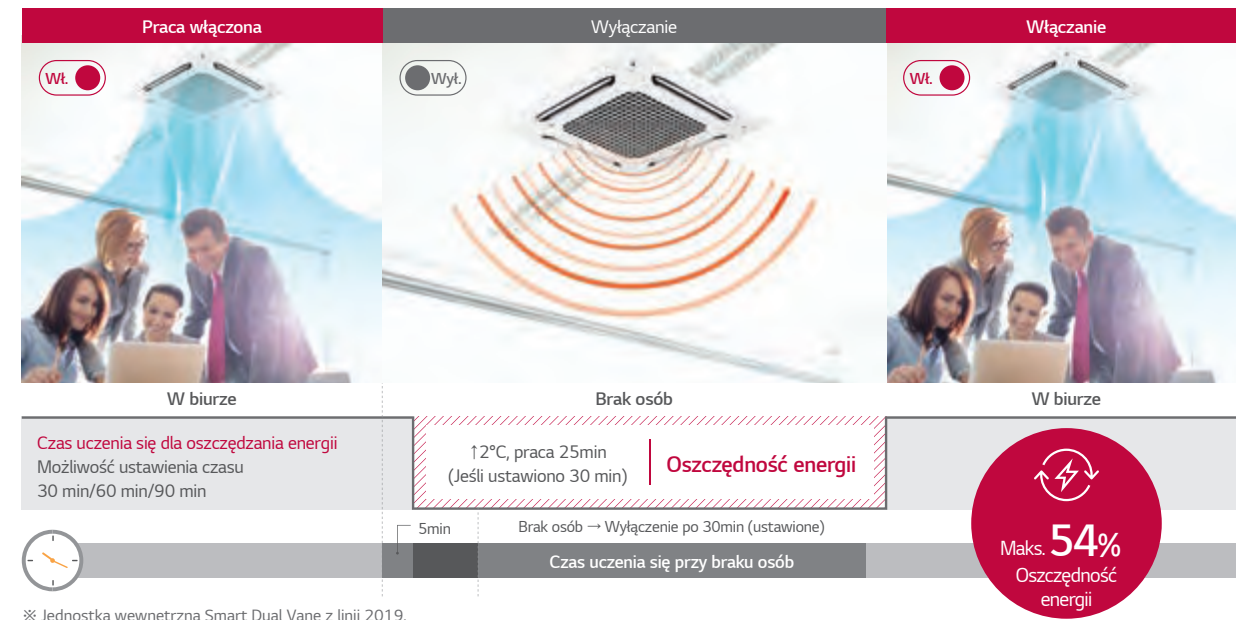 Praca włączona
Wyłączanie
Włączanie
Wł.
Wył.
Wł.
W biurze
Brak osób
W biurze
Czas uczenia się dla oszczędzania energii
Możliwość ustawienia czasu
30 min/60 min/90 min
↑2°C, praca 25min
(Jeśli ustawiono 30 min)
Oszczędność energii
5min
Brak osób → Wyłączenie po 30min (ustawione)
Czas uczenia się przy braku osób
Maks. 54%
Oszczędność
energii
※ Jednostka wewnętrzna Smart Dual Vane z linii 2019.